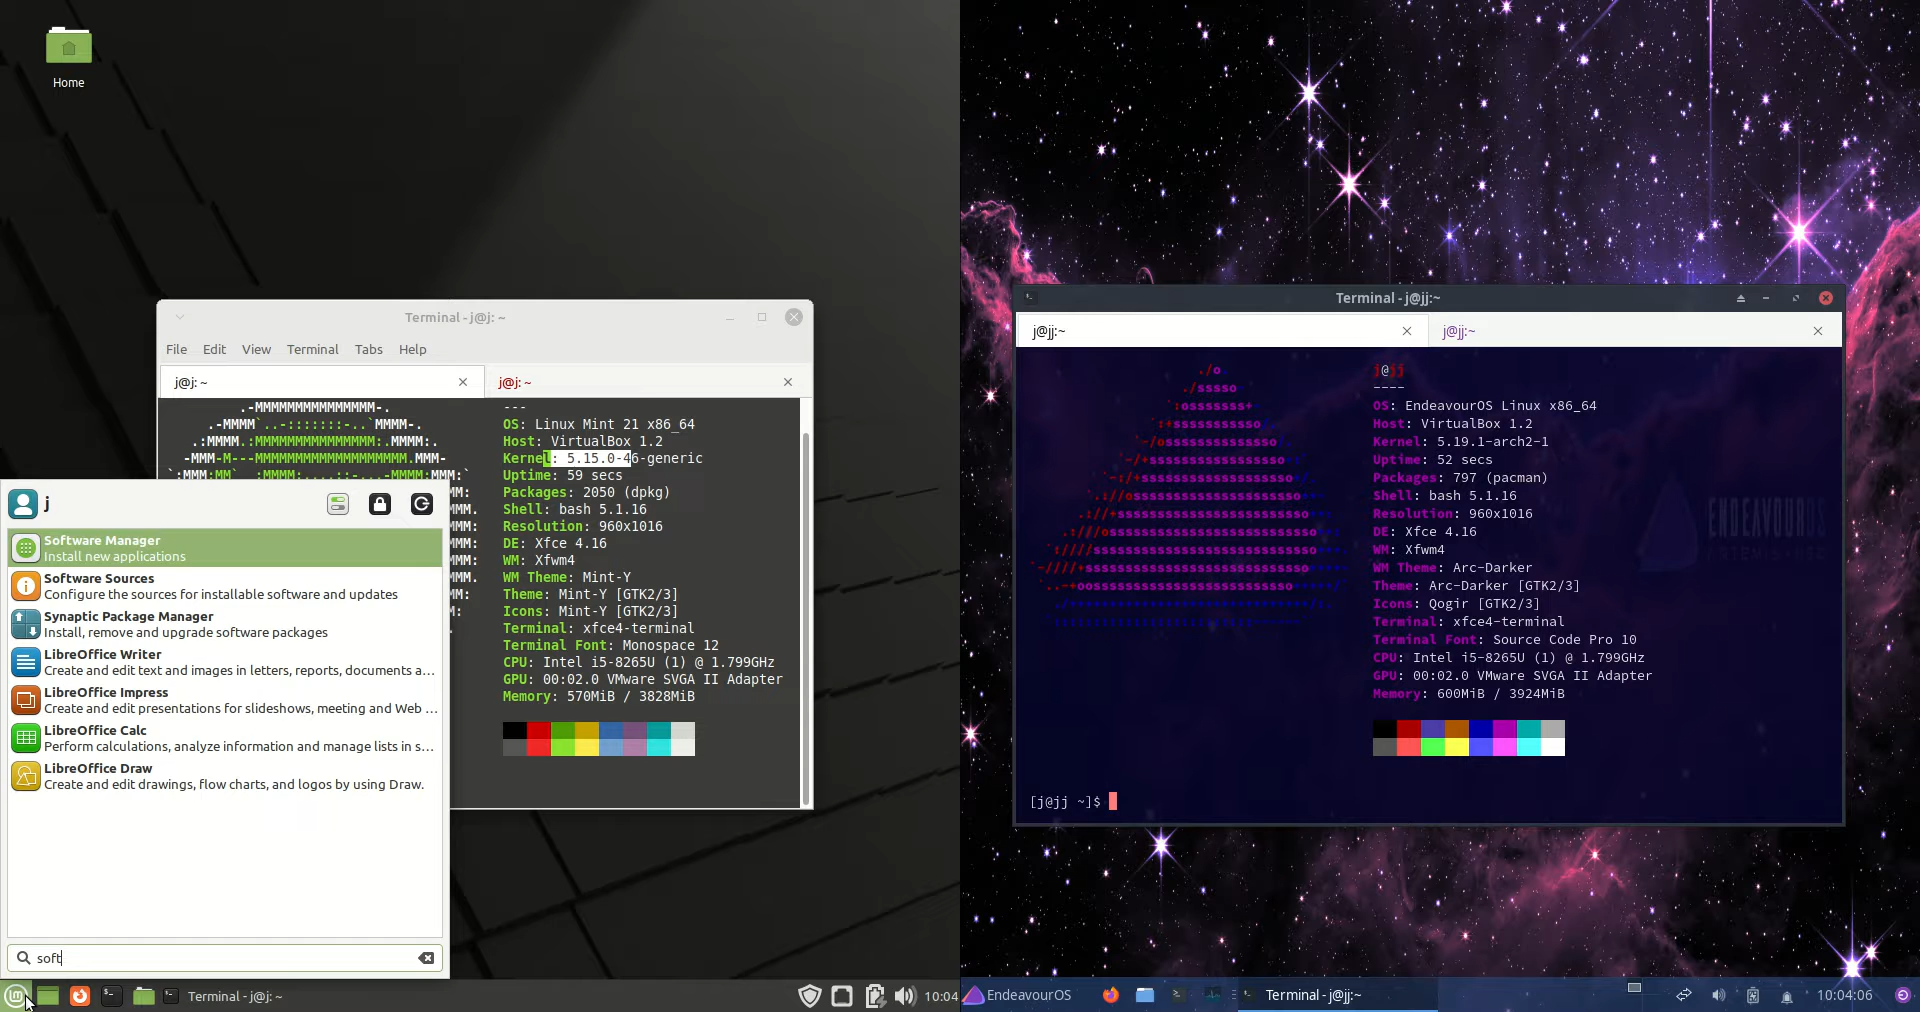 Home
Terminal - j@j: ~
File Edit View Terminal Tabs Help
j@j: ~
j@j: ~
---
OS: Linux Mint 21 x86_64
Host: VirtualBox 1.2
Kernel: 5.15.0-46-generic
Uptime: 59 secs
Packages: 2050 (dpkg)
Shell: bash 5.1.16
Resolution: 960x1016
DE: Xfce 4.16
WM: Xfwm4
WM Theme: Mint-Y
Theme: Mint-Y [GTK2/3]
Icons: Mint-Y [GTK2/3]
Terminal: xfce4-terminal
Terminal Font: Monospace 12
CPU: Intel i5-8265U (1) @ 1.799GHz
GPU: 00:02.0 VMware SVGA II Adapter
Memory: 570MiB / 3828MiB
j
Software Manager
Install new applications
Software Sources
Configure the sources for installable software and updates
Synaptic Package Manager
Install, remove and upgrade software packages
LibreOffice Writer
Create and edit text and images in letters, reports, documents a...
LibreOffice Impress
Create and edit presentations for slideshows, meeting and Web ...
LibreOffice Calc
Perform calculations, analyze information and manage lists in s...
LibreOffice Draw
Create and edit drawings, flow charts, and logos by using Draw.
soft
Terminal - j@j: ~
10:04
Terminal - j@jj:~
j@jj:~
j@jj:~
j@jj
----
OS: EndeavourOS Linux x86_64
Host: VirtualBox 1.2
Kernel: 5.19.1-arch2-1
Uptime: 52 secs
Packages: 797 (pacman)
Shell: bash 5.1.16
Resolution: 960x1016
DE: Xfce 4.16
WM: Xfwm4
WM Theme: Arc-Darker
Theme: Arc-Darker [GTK2/3]
Icons: Qogir [GTK2/3]
Terminal: xfce4-terminal
Terminal Font: Source Code Pro 10
CPU: Intel i5-8265U (1) @ 1.799GHz
GPU: 00:02.0 VMware SVGA II Adapter
Memory: 600MiB / 3924MiB
ENDEAVOUROS
[j@jj ~]$
EndeavourOS
Terminal - j@jj:~
10:04:06